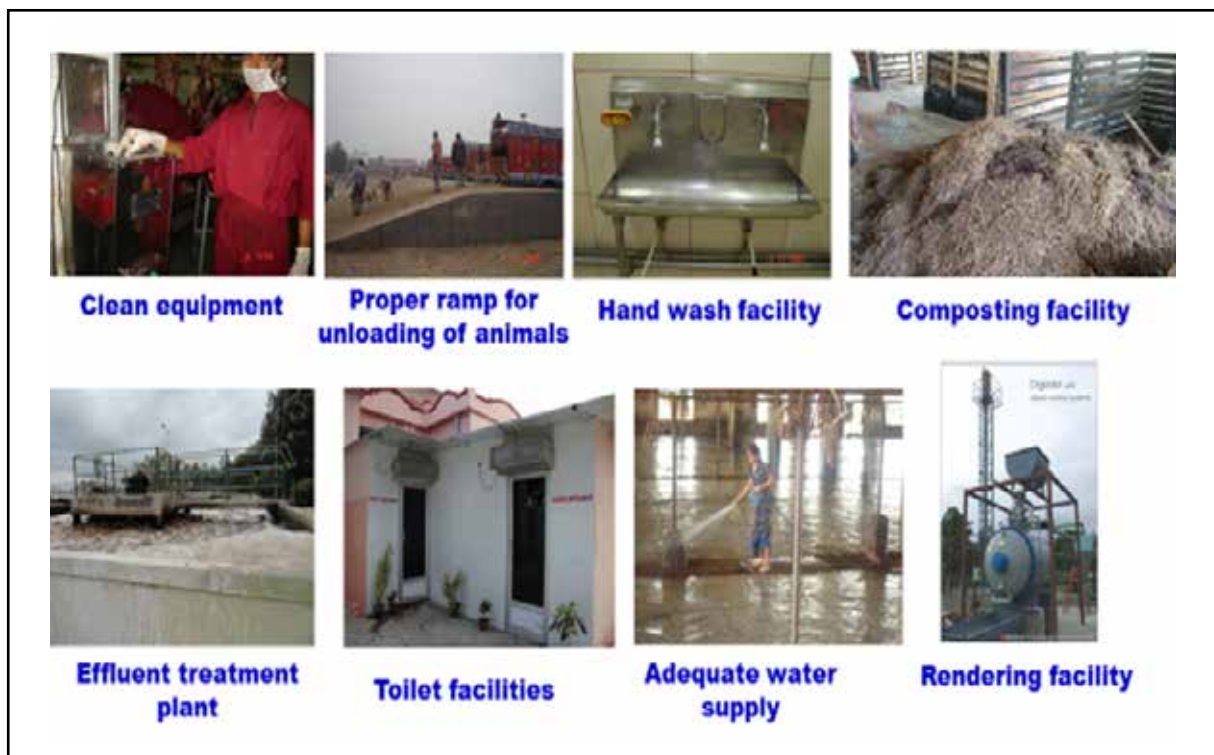 Clean equipment
Proper ramp for
unloading of animals
Hand wash facility
Composting facility
Effluent treatment
plant
Toilet facilities
Adequate water
supply
Rendering facility